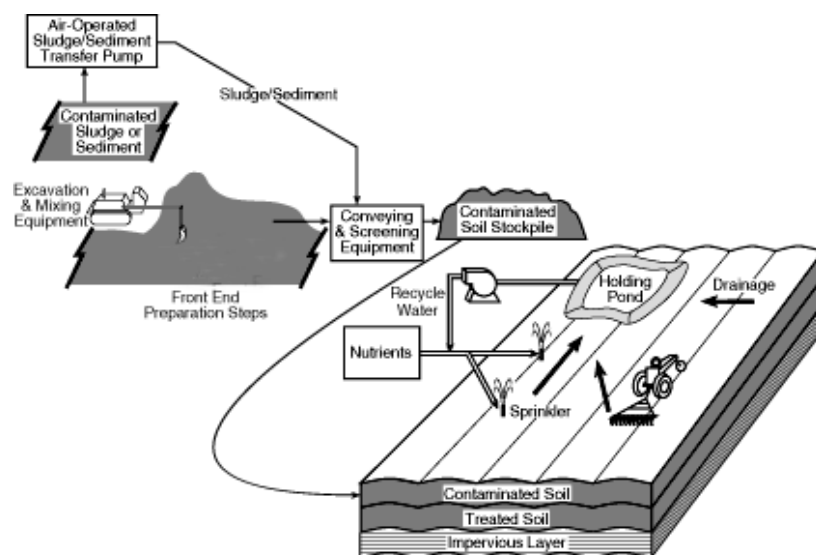 Air-Operated
Sludge/Sediment
Transfer Pump
Sludge/Sediment
Contaminated
Sludge or
Sediment
Excavation
& Mixing
Equipment
Conveying
& Screening
Equipment
Contaminated
Soil Stockpile
Front End
Preparation Steps
Recycle
Water
Holding
Pond
Drainage
Nutrients
Sprinkler
Contaminated Soil
Treated Soil
Impervious Layer